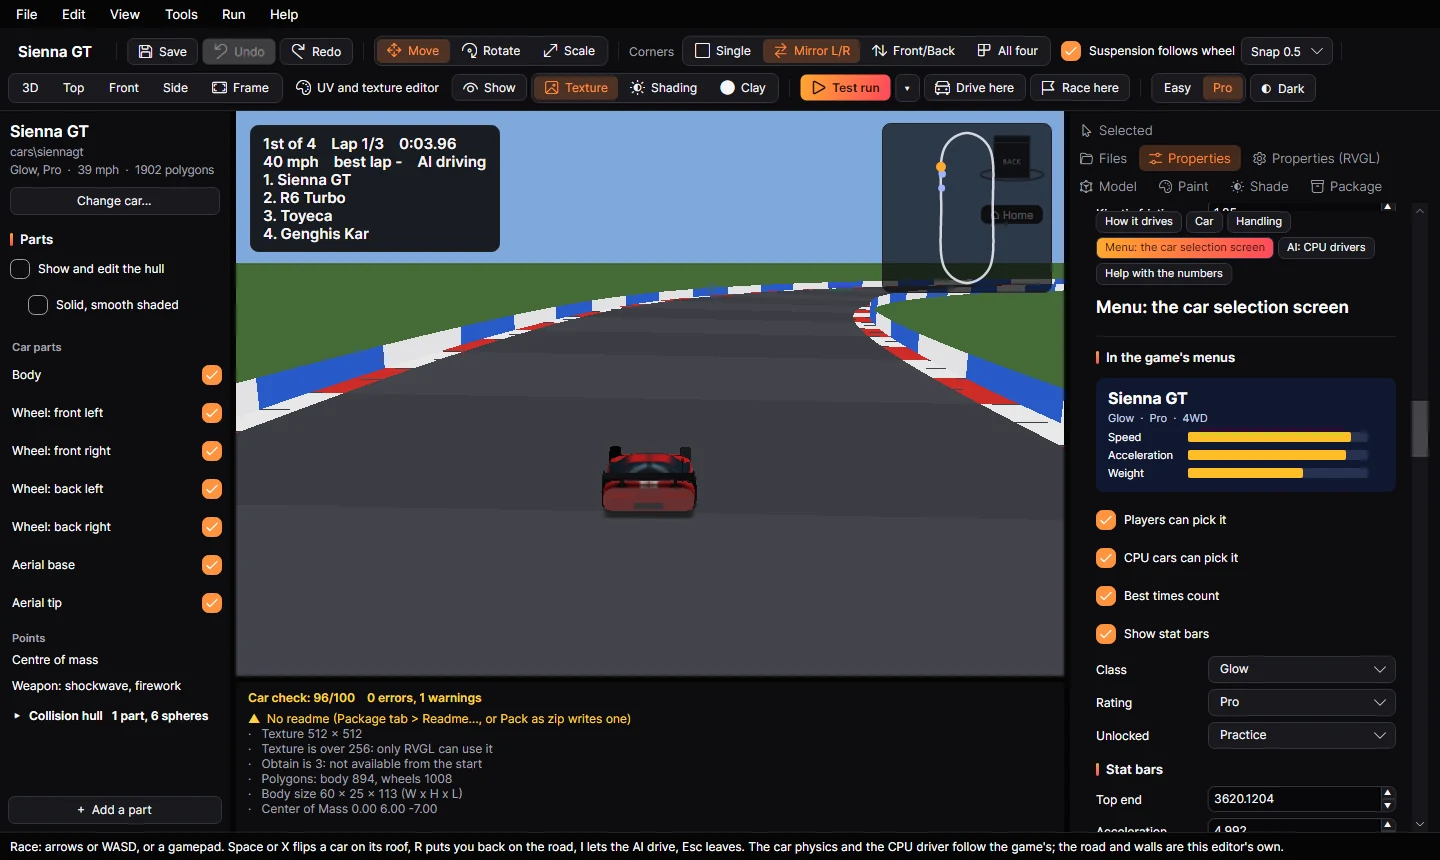 File Edit View Tools Run Help
Sienna GT Save Undo Redo Move Rotate Scale Corners Single Mirror L/R Front/Back All four Suspension follows wheel Snap 0.5
3D Top Front Side Frame UV and texture editor Show Texture Shading Clay Test run Drive here Race here Easy Pro Dark
Sienna GT
cars\siennagt
Glow, Pro · 39 mph · 1902 polygons
Change car...
Parts
Show and edit the hull
Solid, smooth shaded
Car parts
Body
Wheel: front left
Wheel: front right
Wheel: back left
Wheel: back right
Aerial base
Aerial tip
Points
Centre of mass
Weapon: shockwave, firework
Collision hull 1 part, 6 spheres
+ Add a part
1st of 4 Lap 1/3 0:03.96
40 mph best lap - AI driving
1. Sienna GT
2. R6 Turbo
3. Toyeca
4. Genghis Kar
BACK
Home
Car check: 96/100 0 errors, 1 warnings
No readme (Package tab > Readme..., or Pack as zip writes one)
· Texture 512 x 512
· Texture is over 256: only RVGL can use it
· Obtain is 3: not available from the start
· Polygons: body 894, wheels 1008
· Body size 60 × 25 × 113 (W x H x L)
· Center of Mass 0.00 6.00 -7.00
Selected
Files Properties Properties (RVGL)
Model Paint Shade Package
How it drives Car Handling
Menu: the car selection screen AI: CPU drivers
Help with the numbers
Menu: the car selection screen
In the game's menus
Sienna GT
Glow · Pro · 4WD
Speed
Acceleration
Weight
Players can pick it
CPU cars can pick it
Best times count
Show stat bars
Class Glow
Rating Pro
Unlocked Practice
Stat bars
Top end 3620.1204
Acceleration 4.992
Race: arrows or WASD, or a gamepad. Space or X flips a car on its roof, R puts you back on the road, I lets the AI drive, Esc leaves. The car physics and the CPU driver follow the game's; the road and walls are this editor's own.